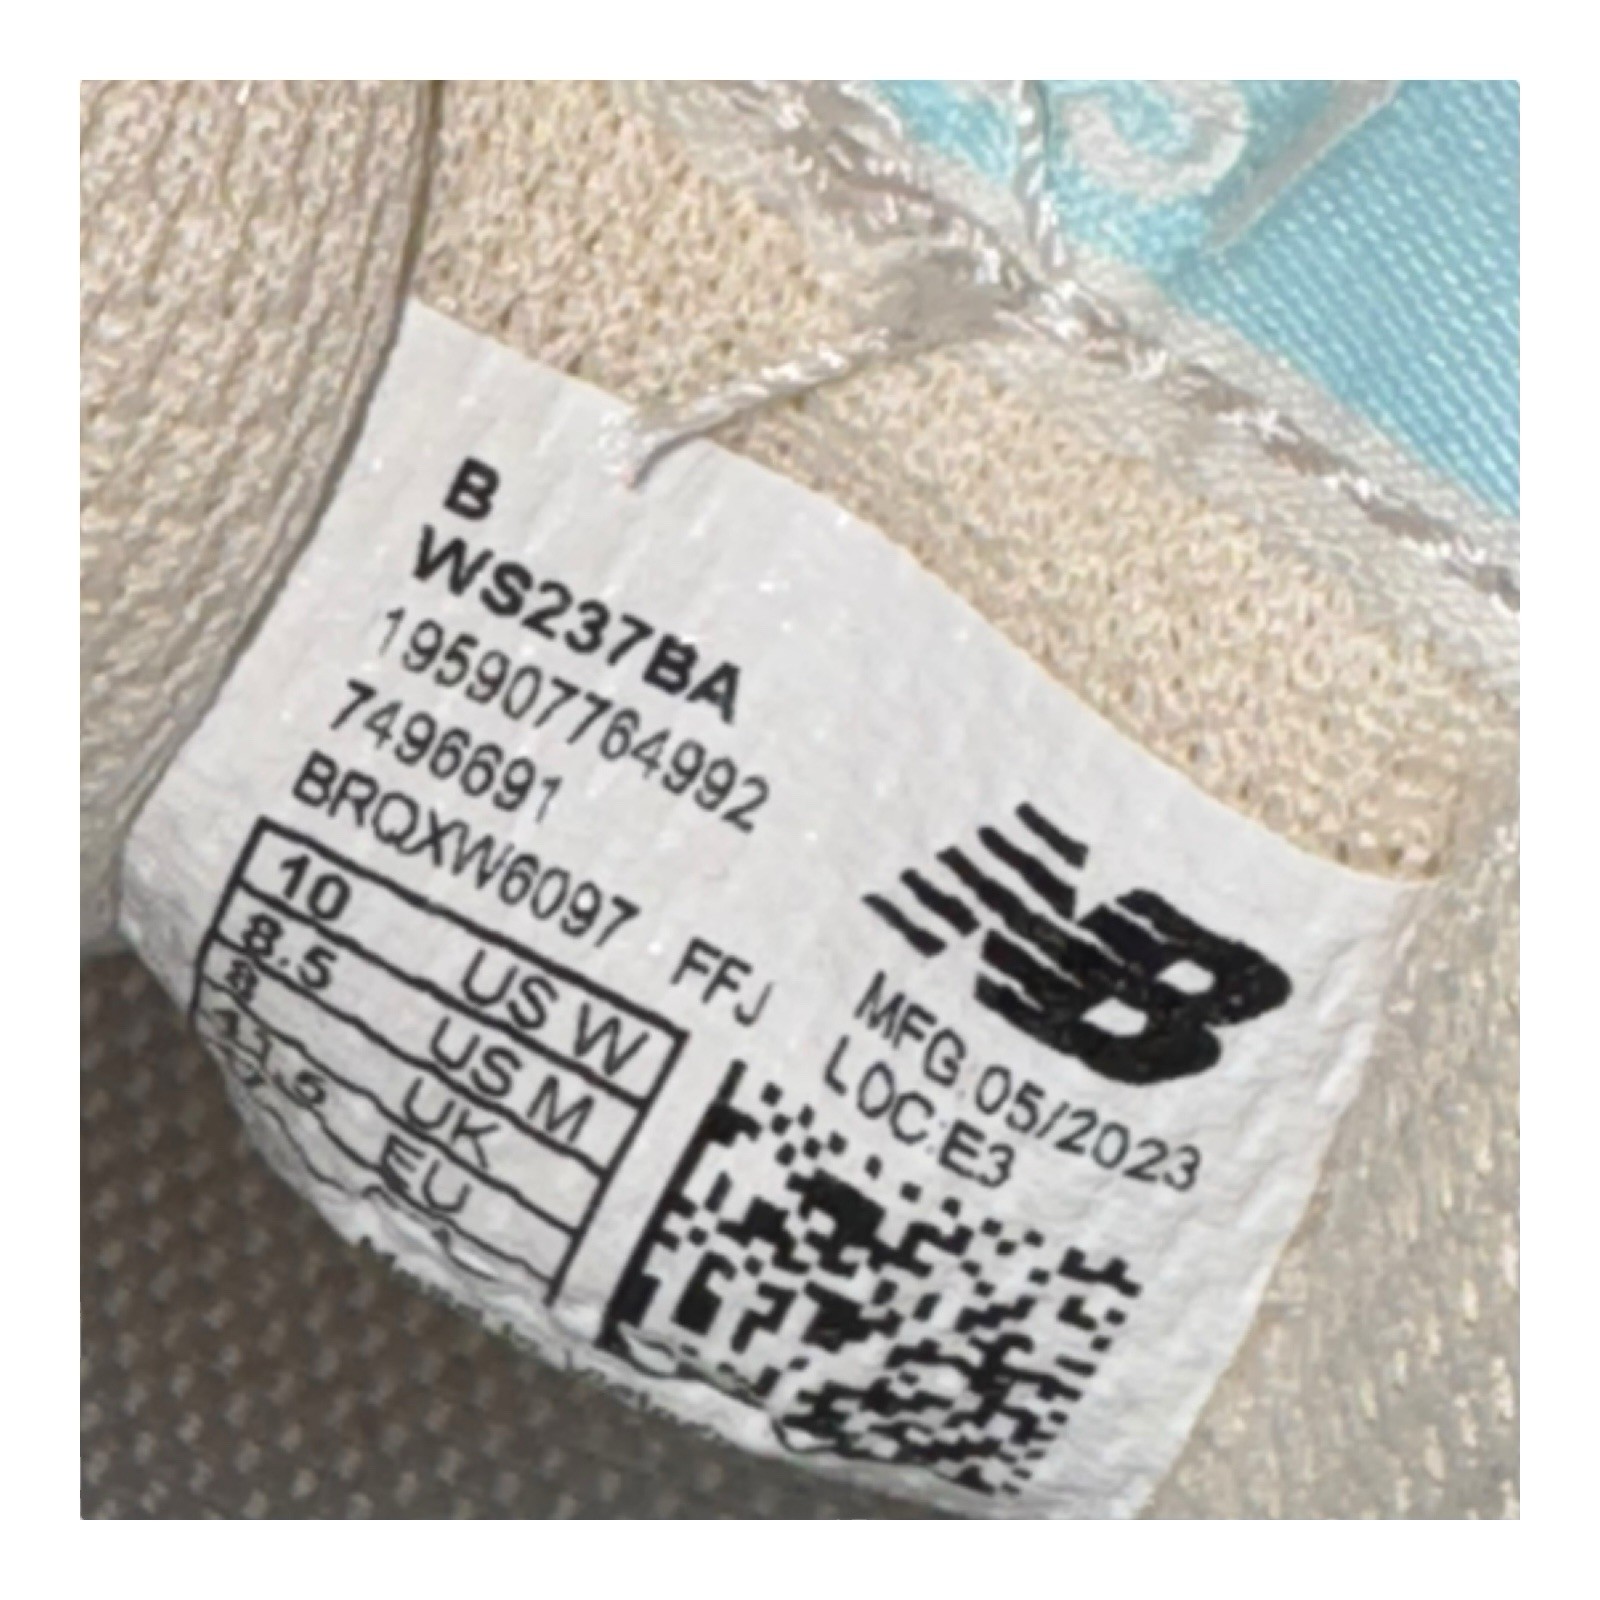 B
WS237BA
195907764992
7496691
BRQXW6097 FFJ
10 US W
8.5 US M
8 UK
EU
MFG.05/2023
LOC:E3